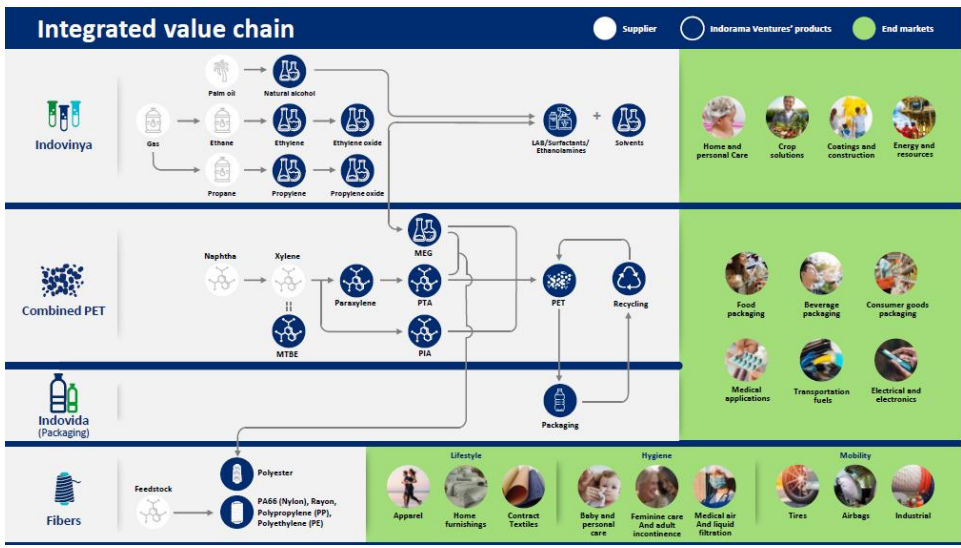 Integrated value chain
Supplier
Indorama Ventures' products
End markets
Indovinya
Palm oil
Natural alcohol
Gas
Ethane
Ethylene
Ethylene oxide
Propane
Propylene
Propylene oxide
LAB/Surfactants/
Ethanolamines
+
Solvents
Home and
personal Care
Crop
solutions
Coatings and
construction
Energy and
resources
Combined PET
Naphtha
Xylene
MTBE
Paraxylene
MEG
PTA
PIA
PET
Recycling
Food
packaging
Beverage
packaging
Consumer goods
packaging
Medical
applications
Transportation
fuels
Electrical and
electronics
Indovida
(Packaging)
Packaging
Fibers
Feedstock
Polyester
PA66 (Nylon), Rayon,
Polypropylene (PP),
Polyethylene (PE)
Lifestyle
Apparel
Home
furnishings
Contract
Textiles
Hygiene
Baby and
personal
care
Feminine care
And adult
incontinence
Medical air
And liquid
filtration
Mobility
Tires
Airbags
Industrial